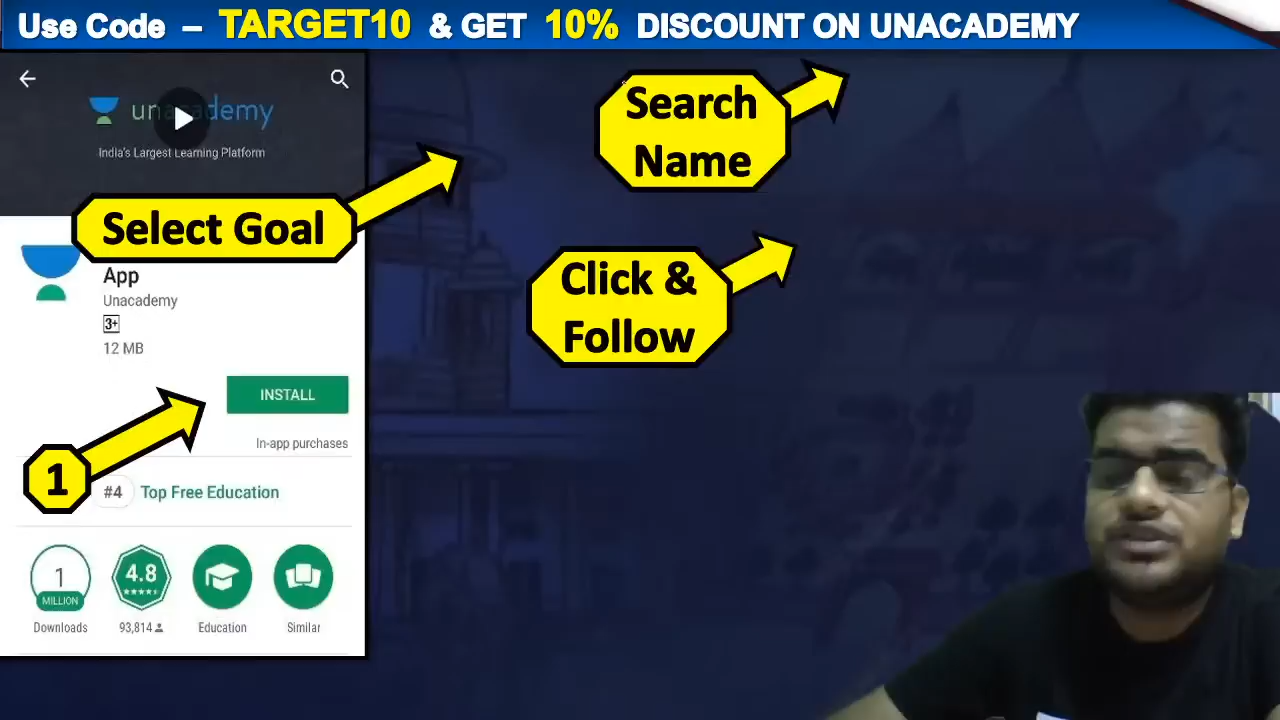 Use Code – TARGET10 & GET 10% DISCOUNT ON UNACADEMY
unacademy
India's Largest Learning Platform
Search
Name
Select Goal
Click &
Follow
App
Unacademy
3+
12 MB
INSTALL
In-app purchases
1
#4 Top Free Education
1
MILLION
4.8
Downloads
93,814
Education
Similar